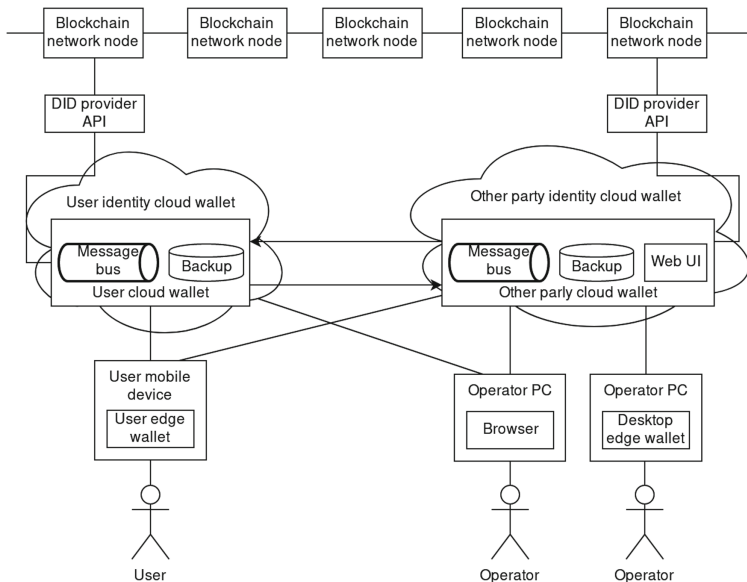 Blockchain
network node
Blockchain
network node
Blockchain
network node
Blockchain
network node
Blockchain
network node
DID provider
API
DID provider
API
User identity cloud wallet
Message
bus
Backup
User cloud wallet
Other party identity cloud wallet
Message
bus
Backup
Web UI
Other party cloud wallet
User mobile
device
User edge
wallet
Operator PC
Browser
Operator PC
Desktop
edge wallet
User
Operator
Operator